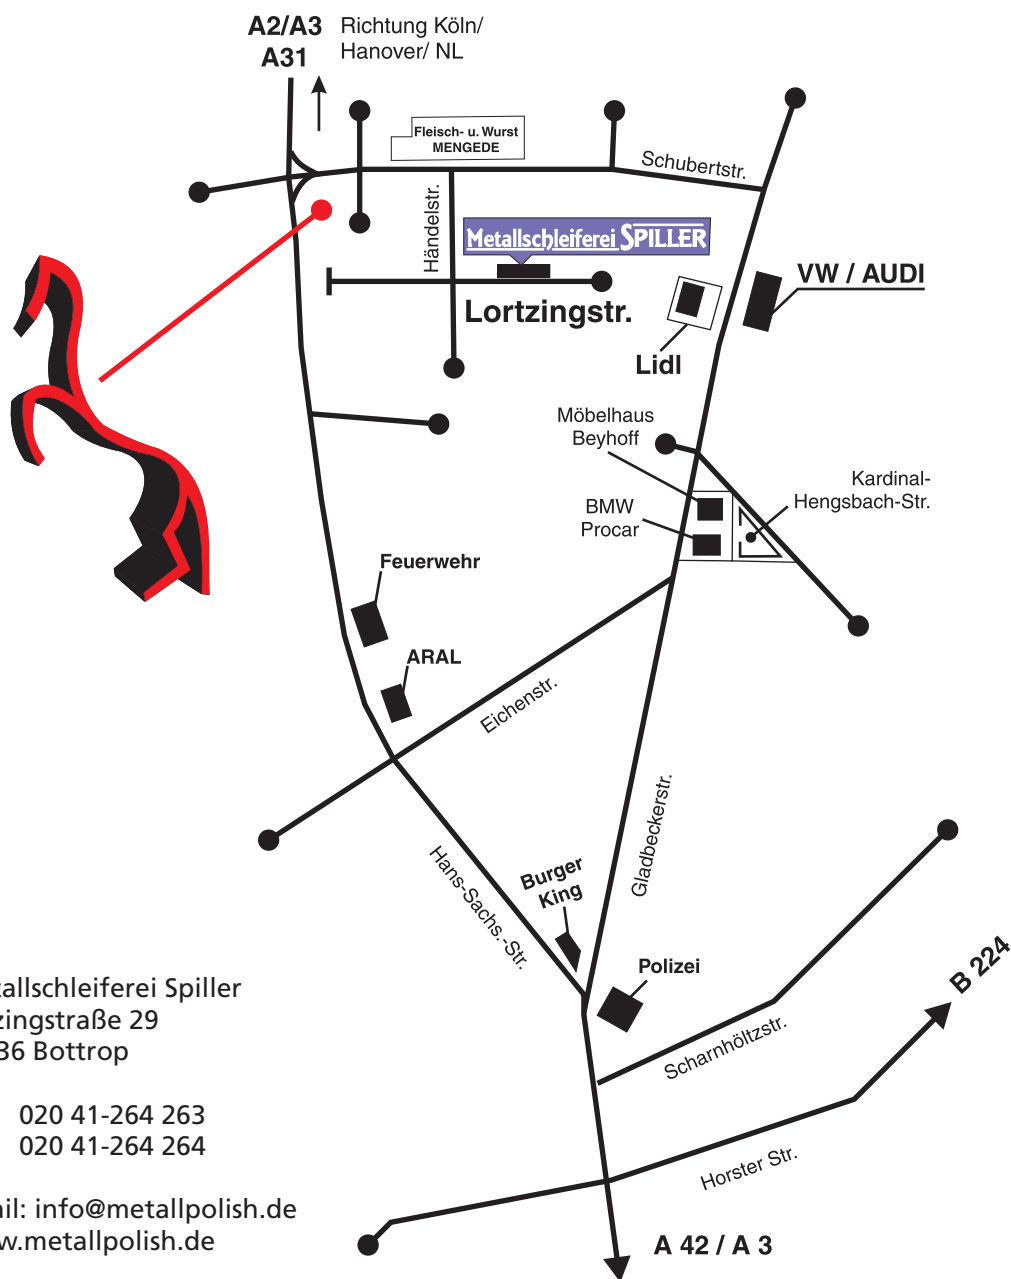 A2/A3 Richtung Köln/
A31 Hanover/ NL
Fleisch- u. Wurst
MENGEDE
Schubertstr.
Händelstr.
Metallschleiferei SPILLER
VW / AUDI
Lortzingstr.
Lidl
Möbelhaus
Beyhoff
Kardinal-
Hengsbach-Str.
BMW
Procar
Feuerwehr
ARAL
Eichenstr.
Gladbeckerstr.
Hans-Sachs.-Str.
Burger
King
Polizei
B 224
Scharnhöltzstr.
Horster Str.
A 42 / A 3
tallschleiferei Spiller
zingstraße 29
36 Bottrop
020 41-264 263
020 41-264 264
il: info@metallpolish.de
w.metallpolish.de